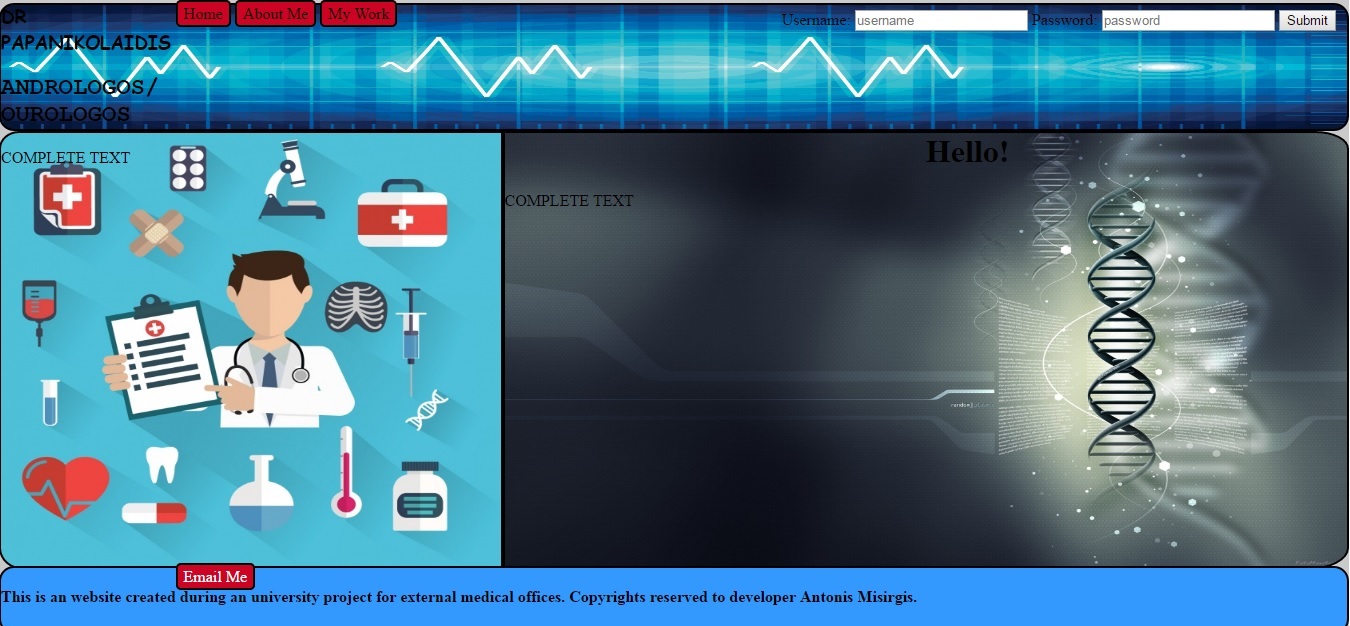 DR
PAPANIKOLAIDIS
ANDROLOGOS/
OUROLOGOS
Home About Me My Work
Username: username Password: password Submit
COMPLETE TEXT
Hello!
COMPLETE TEXT
Email Me
This is an website created during an university project for external medical offices. Copyrights reserved to developer Antonis Misirgis.